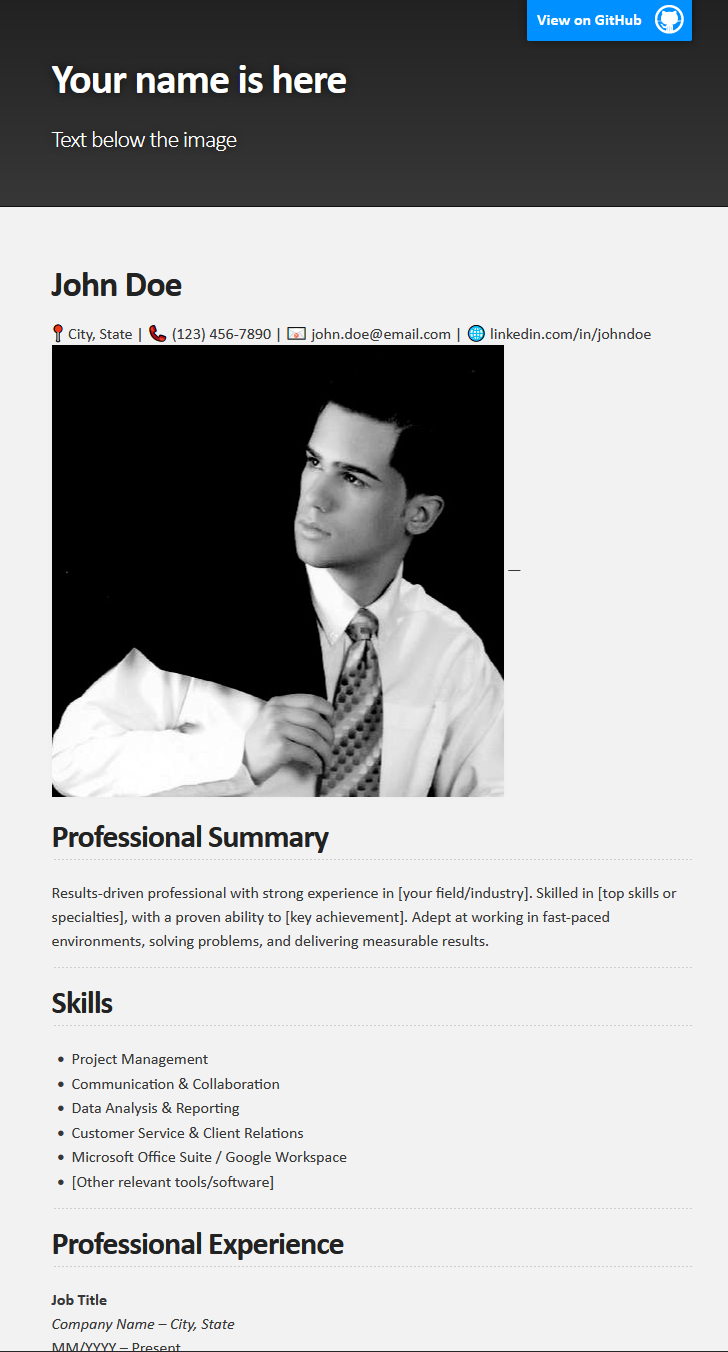 View on GitHub
Your name is here
Text below the image
John Doe
City, State | (123) 456-7890 | john.doe@email.com | linkedin.com/in/johndoe
—
Professional Summary
Results-driven professional with strong experience in [your field/industry]. Skilled in [top skills or
specialties], with a proven ability to [key achievement]. Adept at working in fast-paced
environments, solving problems, and delivering measurable results.
Skills
• Project Management
• Communication & Collaboration
• Data Analysis & Reporting
• Customer Service & Client Relations
• Microsoft Office Suite / Google Workspace
• [Other relevant tools/software]
Professional Experience
Job Title
Company Name – City, State
MM/YYYY – Present